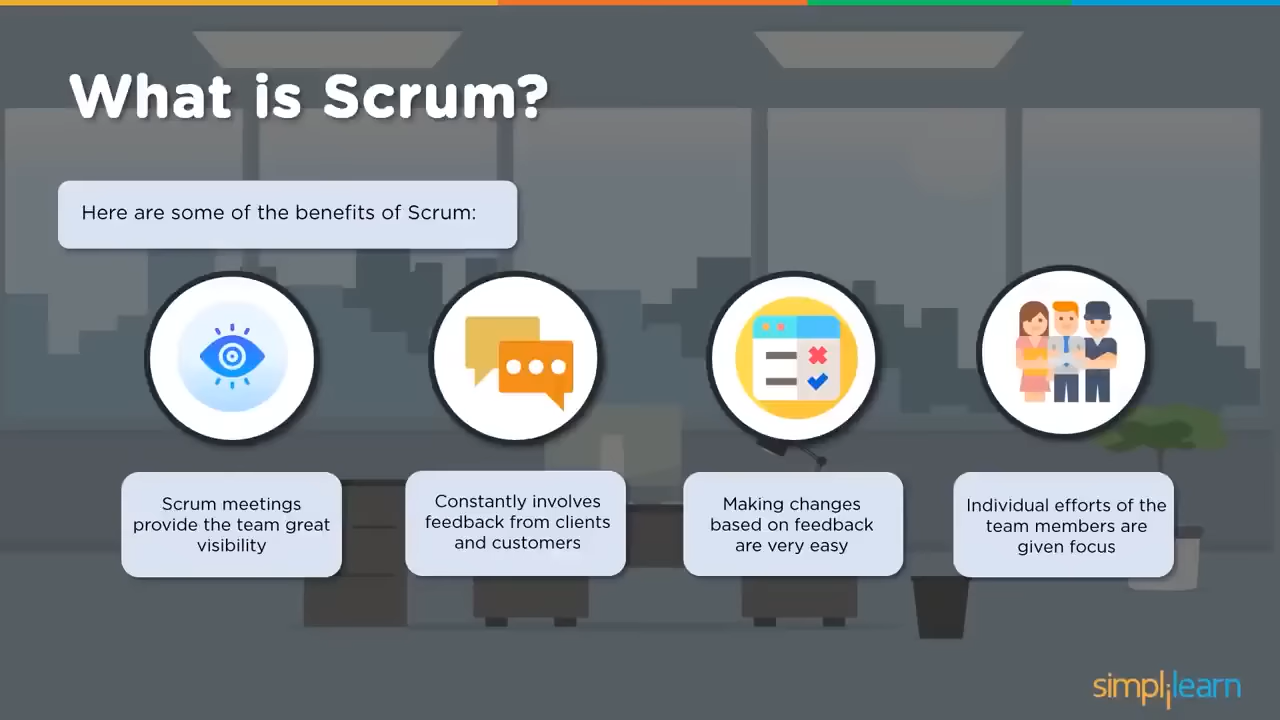 What is Scrum?
Here are some of the benefits of Scrum:
Scrum meetings
provide the team great
visibility
Constantly involves
feedback from clients
and customers
Making changes
based on feedback
are very easy
Individual efforts of the
team members are
given focus
simplilearn